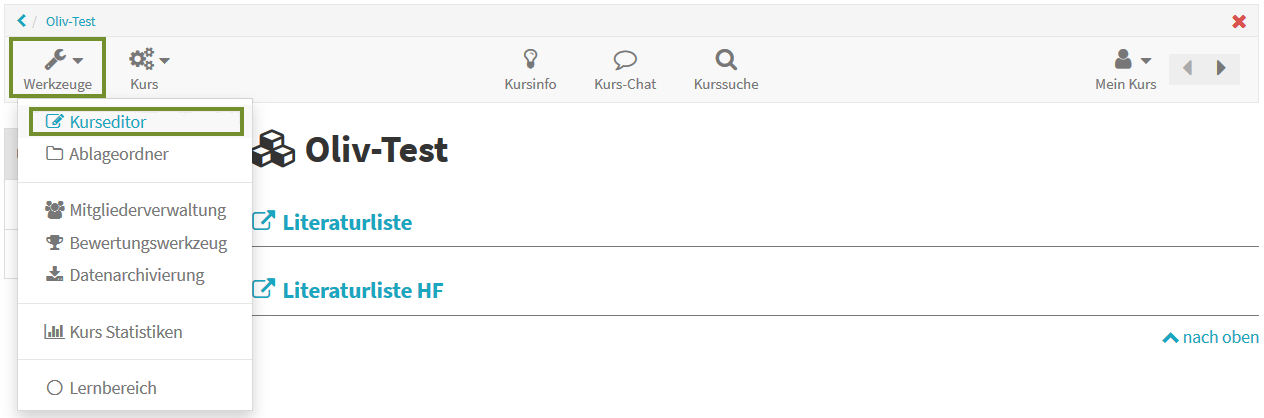 / Oliv-Test
Werkzeuge
Kurs
Kursinfo
Kurs-Chat
Kurssuche
Mein Kurs
Kurseditor
Ablageordner
Mitgliederverwaltung
Bewertungswerkzeug
Datenarchivierung
Kurs Statistiken
Lernbereich
Oliv-Test
Literaturliste
Literaturliste HF
nach oben